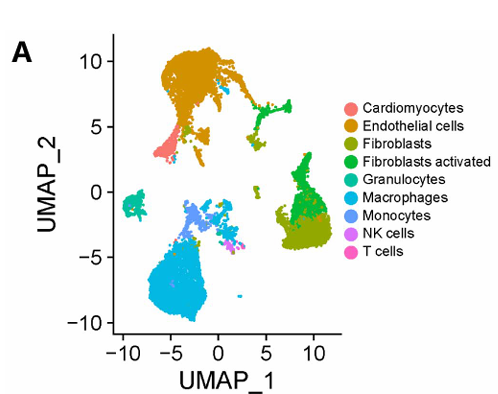 A
UMAP_2
10
5
0
−5
−10
−10 −5 0 5 10
UMAP_1
Cardiomyocytes
Endothelial cells
Fibroblasts
Fibroblasts activated
Granulocytes
Macrophages
Monocytes
NK cells
T cells